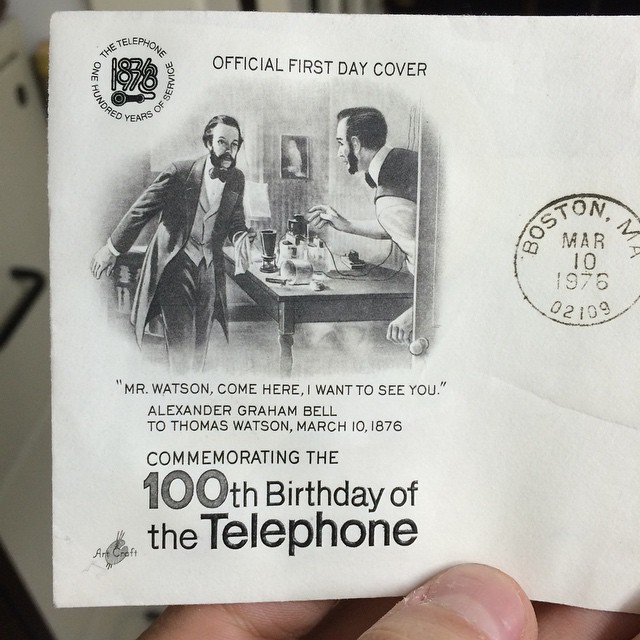 THE TELEPHONE
1876
1976
ONE HUNDRED YEARS OF SERVICE
OFFICIAL FIRST DAY COVER
BOSTON, MA
MAR
10
1976
02109
"MR. WATSON, COME HERE, I WANT TO SEE YOU."
ALEXANDER GRAHAM BELL
TO THOMAS WATSON, MARCH 10, 1876
COMMEMORATING THE
100th Birthday of
the Telephone
Art Craft